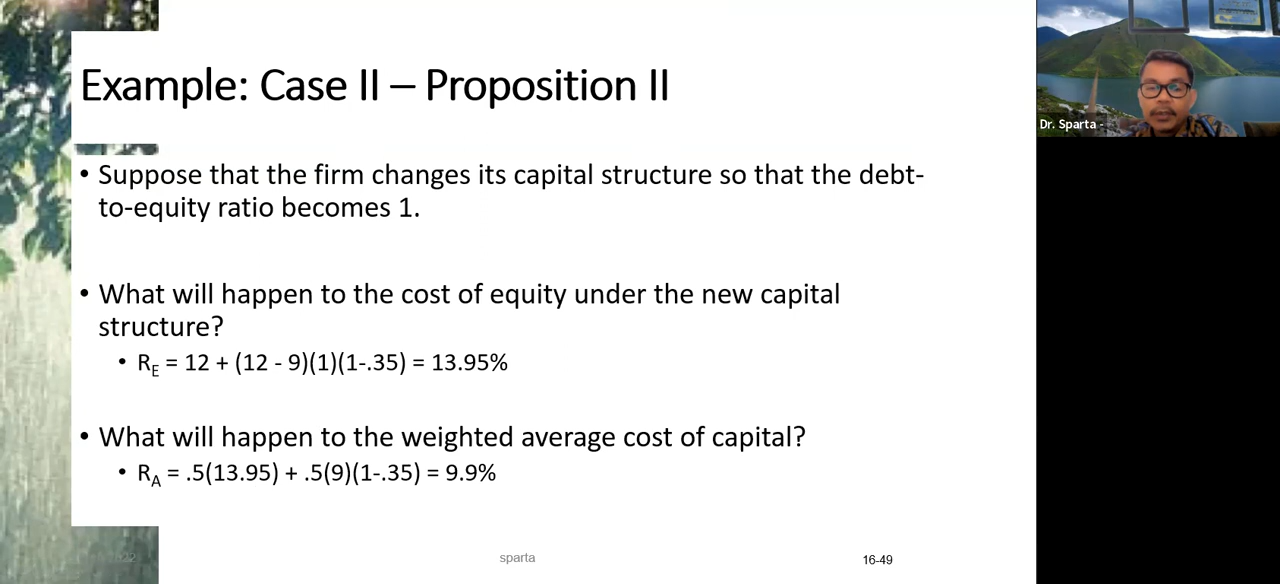 Example: Case II – Proposition II
Dr. Sparta -
• Suppose that the firm changes its capital structure so that the debt-
to-equity ratio becomes 1.
• What will happen to the cost of equity under the new capital
structure?
• RE = 12 + (12 - 9)(1)(1-.35) = 13.95%
• What will happen to the weighted average cost of capital?
• RA = .5(13.95) + .5(9)(1-.35) = 9.9%
sparta
16-49